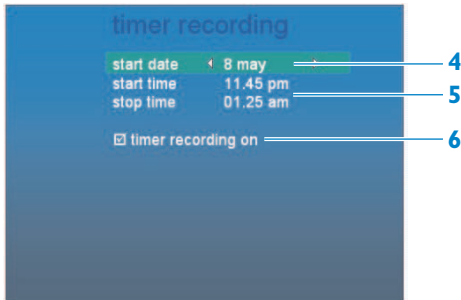 timer recording
start date 8 may 4
start time 11.45 pm
stop time 01.25 am 5
☑ timer recording on 6